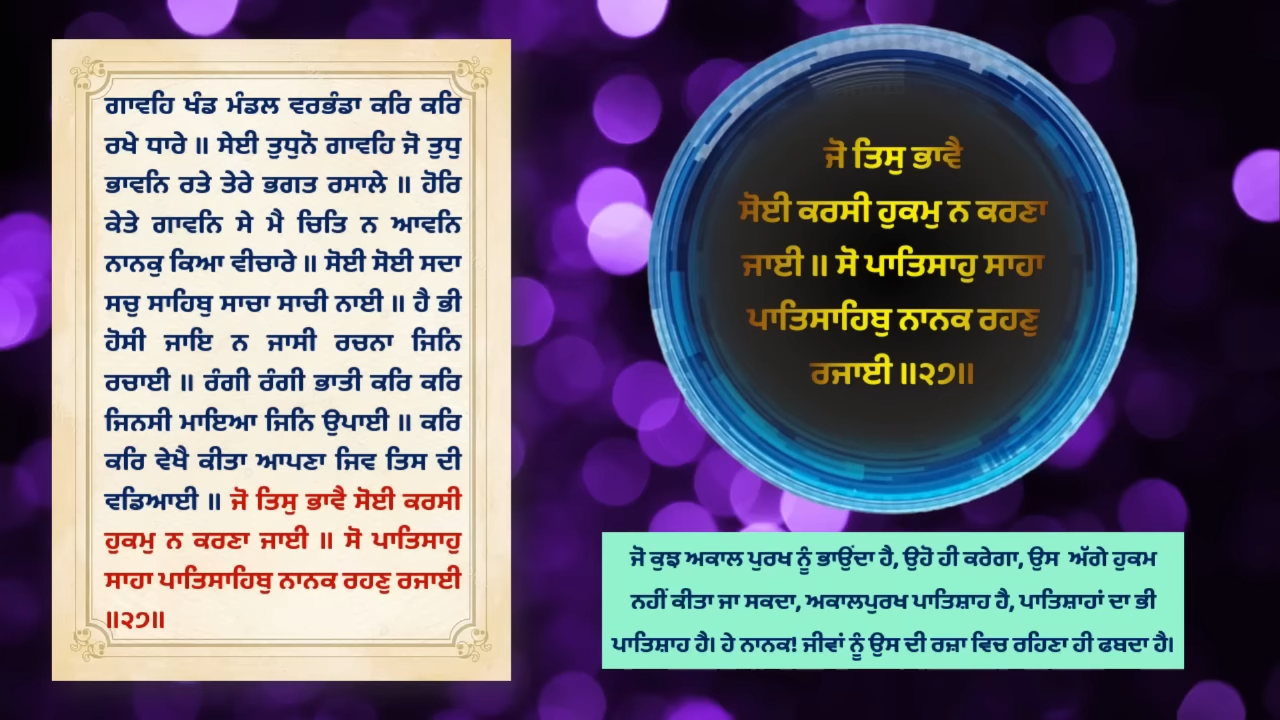 ਗਾਵਹਿ ਖੰਡ ਮੰਡਲ ਵਰਭੰਡਾ ਕਰਿ ਕਰਿ
ਰਖੇ ਧਾਰੇ ॥ ਸੇਈ ਤੁਧੁਨੋ ਗਾਵਹਿ ਜੋ ਤੁਧੁ
ਭਾਵਨਿ ਰਤੇ ਤੇਰੇ ਭਗਤ ਰਸਾਲੇ ॥ ਹੋਰਿ
ਕੇਤੇ ਗਾਵਨਿ ਸੇ ਮੈ ਚਿਤਿ ਨ ਆਵਨਿ
ਨਾਨਕੁ ਕਿਆ ਵੀਚਾਰੇ ॥ ਸੋਈ ਸੋਈ ਸਦਾ
ਸਚੁ ਸਾਹਿਬੁ ਸਾਚਾ ਸਾਚੀ ਨਾਈ ॥ ਹੈ ਭੀ
ਹੋਸੀ ਜਾਇ ਨ ਜਾਸੀ ਰਚਨਾ ਜਿਨਿ
ਰਚਾਈ ॥ ਰੰਗੀ ਰੰਗੀ ਭਾਤੀ ਕਰਿ ਕਰਿ
ਜਿਨਸੀ ਮਾਇਆ ਜਿਨਿ ਉਪਾਈ ॥ ਕਰਿ
ਕਰਿ ਵੇਖੈ ਕੀਤਾ ਆਪਣਾ ਜਿਵ ਤਿਸ ਦੀ
ਵਡਿਆਈ ॥ ਜੋ ਤਿਸੁ ਭਾਵੈ ਸੋਈ ਕਰਸੀ
ਹੁਕਮੁ ਨ ਕਰਣਾ ਜਾਈ ॥ ਸੋ ਪਾਤਿਸਾਹੁ
ਸਾਹਾ ਪਾਤਿਸਾਹਿਬੁ ਨਾਨਕ ਰਹਣੁ ਰਜਾਈ
॥੨੭॥
ਜੋ ਤਿਸੁ ਭਾਵੈ
ਸੋਈ ਕਰਸੀ ਹੁਕਮੁ ਨ ਕਰਣਾ
ਜਾਈ ॥ ਸੋ ਪਾਤਿਸਾਹੁ ਸਾਹਾ
ਪਾਤਿਸਾਹਿਬੁ ਨਾਨਕ ਰਹਣੁ
ਰਜਾਈ ॥੨੭॥
ਜੋ ਕੁਝ ਅਕਾਲ ਪੁਰਖ ਨੂੰ ਭਾਉਂਦਾ ਹੈ, ਉਹੋ ਹੀ ਕਰੇਗਾ, ਉਸ ਅੱਗੇ ਹੁਕਮ
ਨਹੀਂ ਕੀਤਾ ਜਾ ਸਕਦਾ, ਅਕਾਲਪੁਰਖ ਪਾਤਿਸ਼ਾਹ ਹੈ, ਪਾਤਿਸ਼ਾਹਾਂ ਦਾ ਭੀ
ਪਾਤਿਸ਼ਾਹ ਹੈ। ਹੇ ਨਾਨਕ! ਜੀਵਾਂ ਨੂੰ ਉਸ ਦੀ ਰਜ਼ਾ ਵਿਚ ਰਹਿਣਾ ਹੀ ਫਬਦਾ ਹੈ।